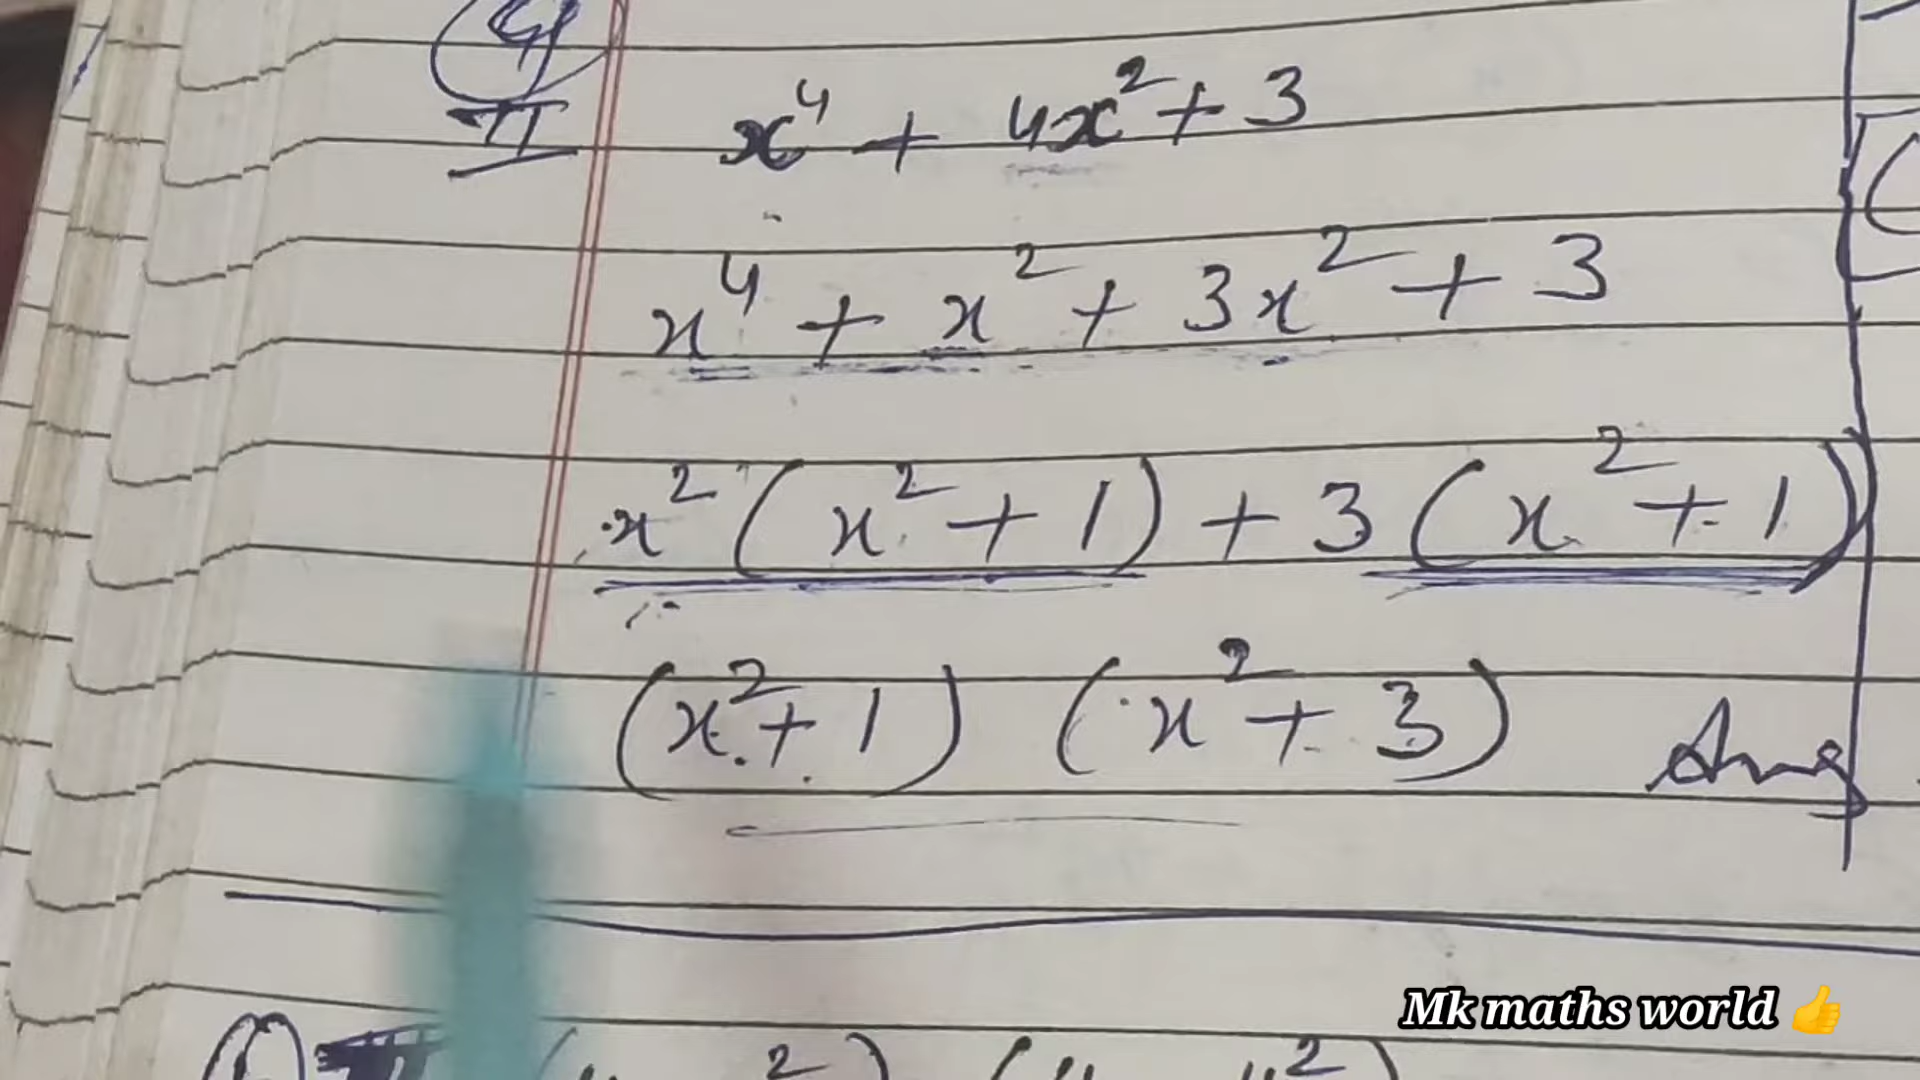 II x⁴ + 4x² + 3
x⁴ + x² + 3x² + 3
x²(x² + 1) + 3(x² + 1)
(x² + 1) (x² + 3) Ans
Mk maths world 👍